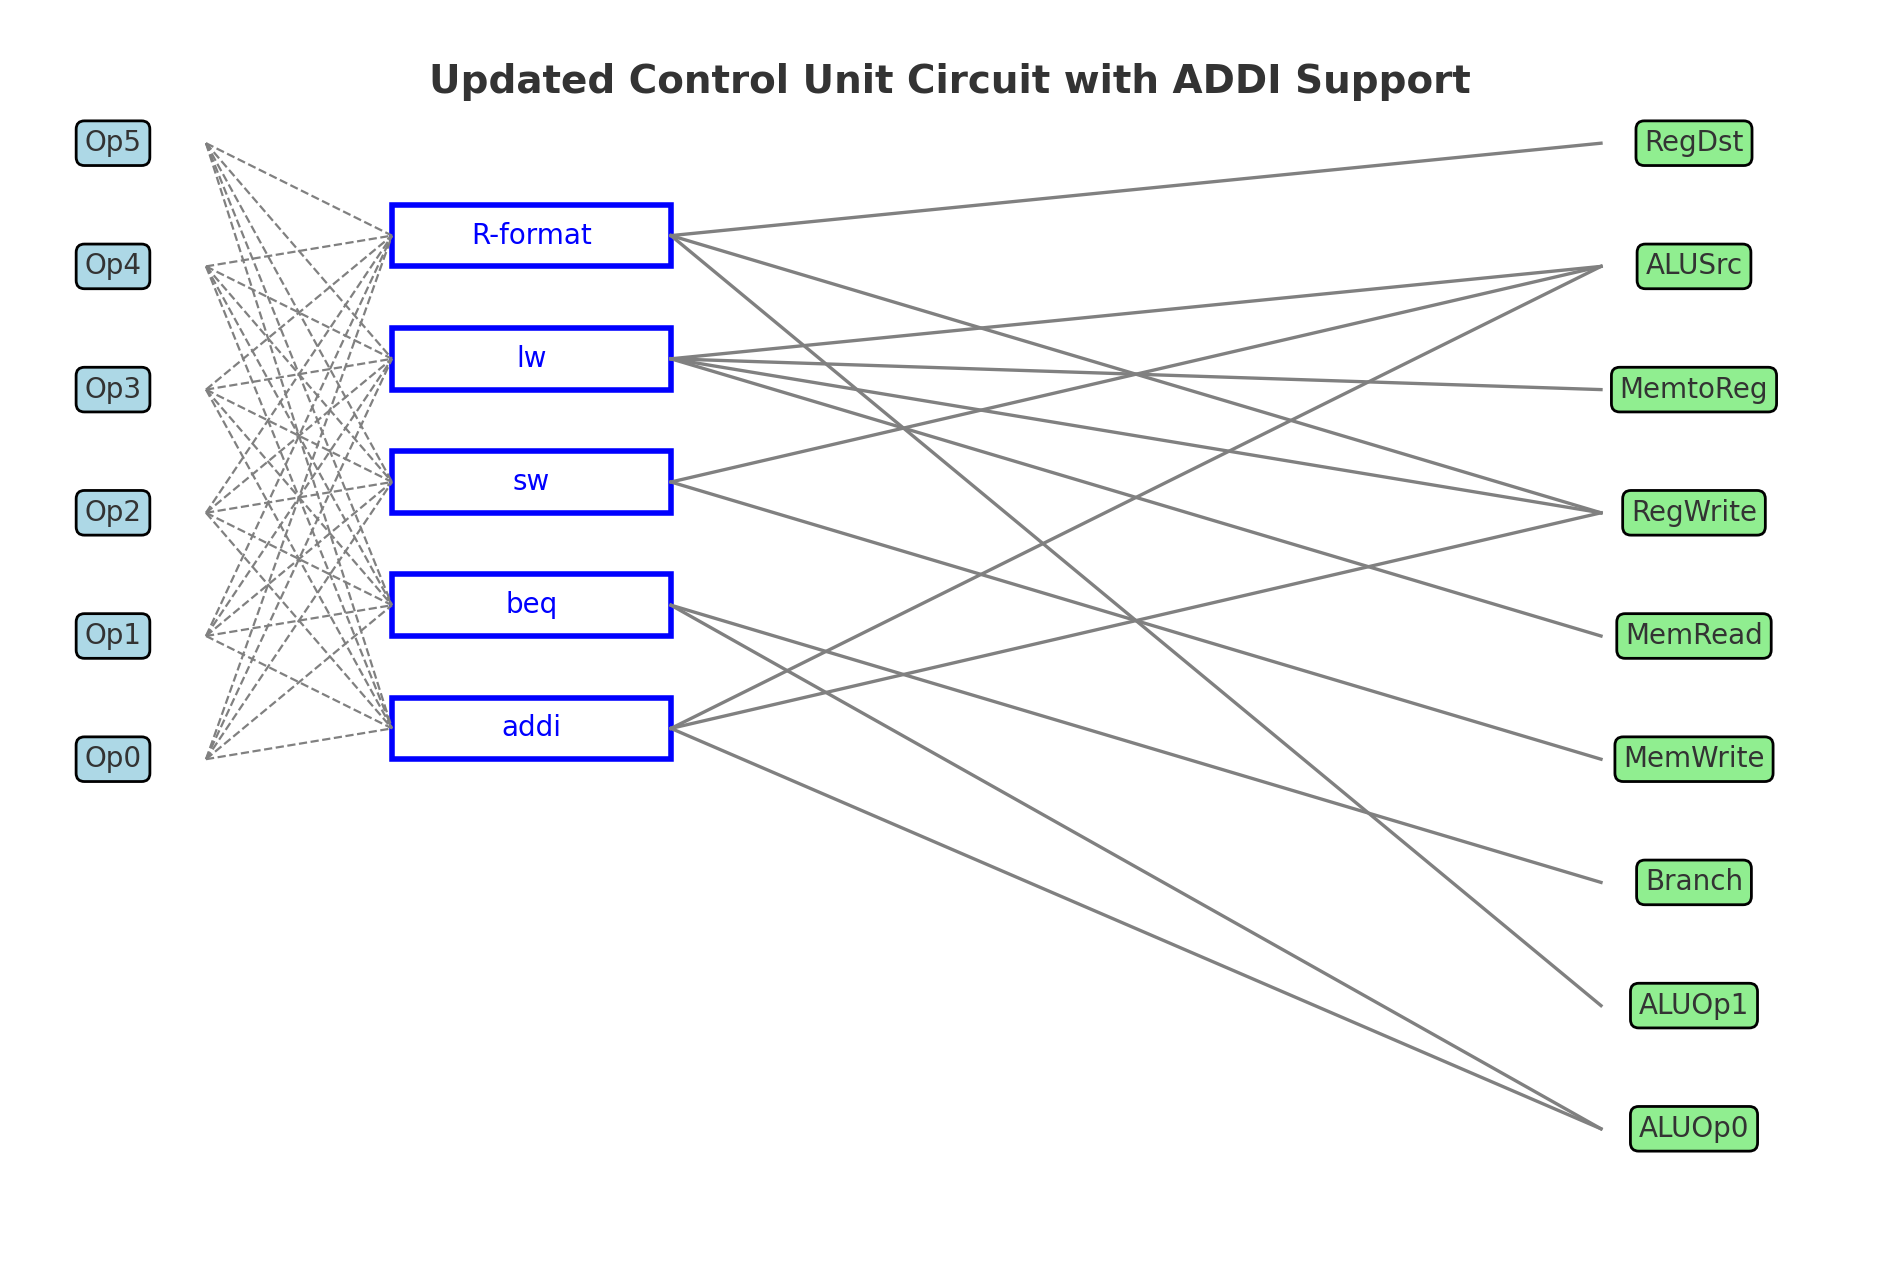 Updated Control Unit Circuit with ADDI Support
Op5
Op4
Op3
Op2
Op1
Op0
R-format
lw
sw
beq
addi
RegDst
ALUSrc
MemtoReg
RegWrite
MemRead
MemWrite
Branch
ALUOp1
ALUOp0